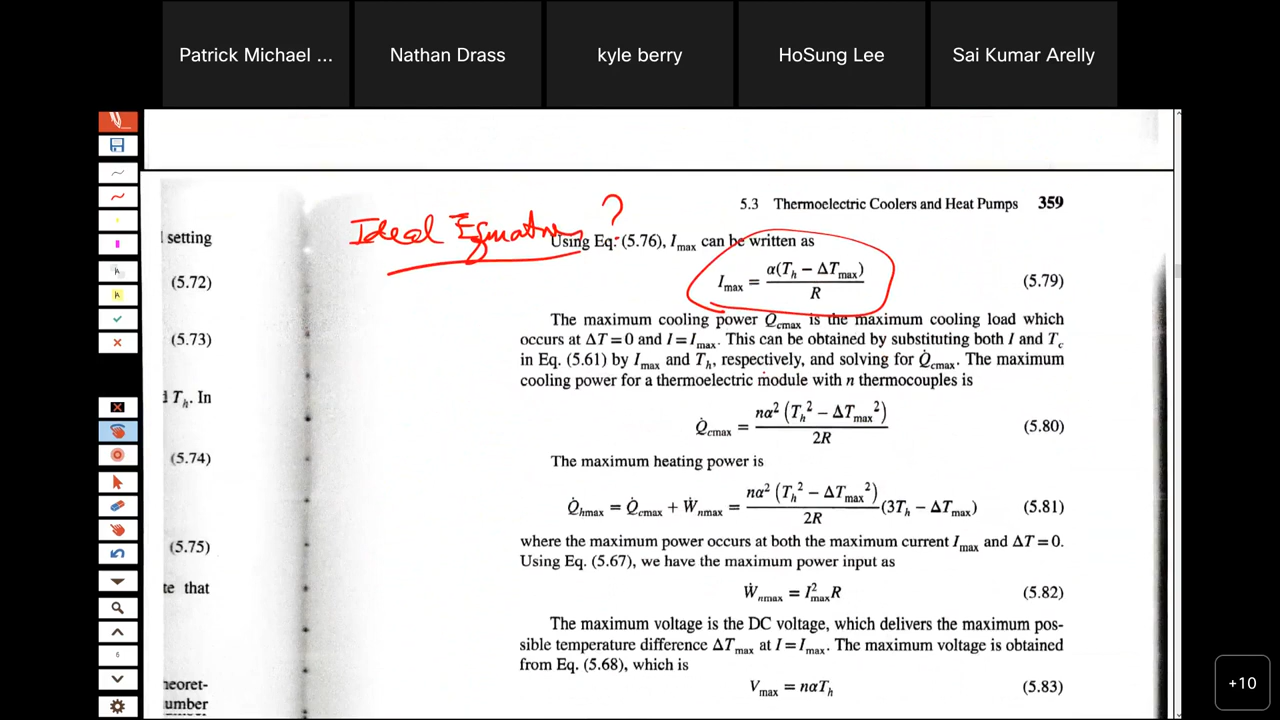 Patrick Michael ... Nathan Drass kyle berry HoSung Lee Sai Kumar Arelly
5.3 Thermoelectric Coolers and Heat Pumps 359
Ideal Equations ?
l setting
Using Eq. (5.76), I_max can be written as
(5.72)
I_max = α(T_h − ΔT_max) / R (5.79)
The maximum cooling power Q̇_cmax is the maximum cooling load which
(5.73)
occurs at ΔT = 0 and I = I_max. This can be obtained by substituting both I and T_c
in Eq. (5.61) by I_max and T_h, respectively, and solving for Q̇_cmax. The maximum
cooling power for a thermoelectric module with n thermocouples is
T_h. In
Q̇_cmax = nα² (T_h² − ΔT_max²) / 2R (5.80)
(5.74)
The maximum heating power is
Q̇_hmax = Q̇_cmax + Ẇ_nmax = nα² (T_h² − ΔT_max²) / 2R (3T_h − ΔT_max) (5.81)
(5.75)
where the maximum power occurs at both the maximum current I_max and ΔT = 0.
Using Eq. (5.67), we have the maximum power input as
te that
Ẇ_nmax = I²_max R (5.82)
The maximum voltage is the DC voltage, which delivers the maximum pos-
sible temperature difference ΔT_max at I = I_max. The maximum voltage is obtained
from Eq. (5.68), which is
heoret-
V_max = nαT_h (5.83)
umber
+10